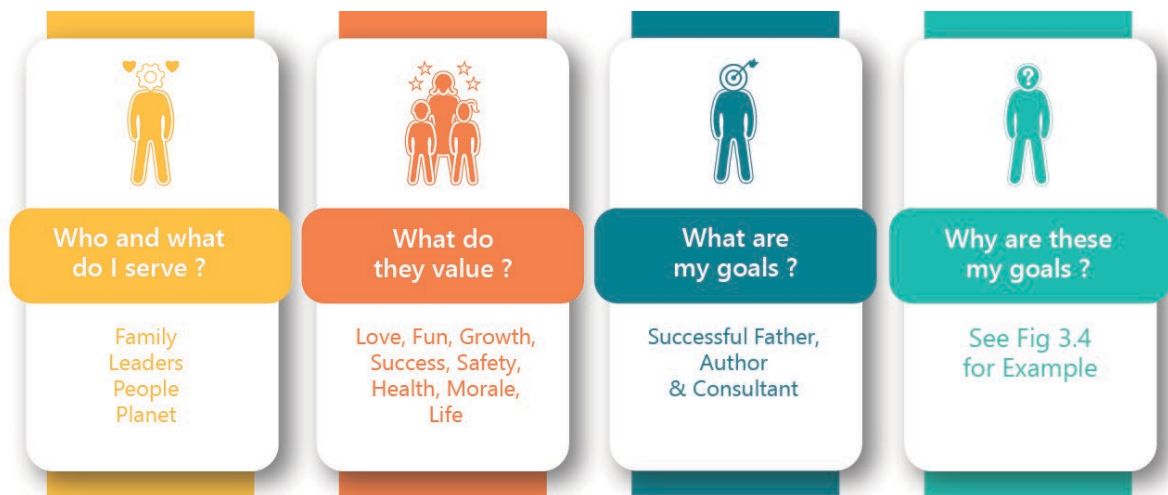 Who and what
do I serve ?
Family
Leaders
People
Planet
What do
they value ?
Love, Fun, Growth,
Success, Safety,
Health, Morale,
Life
What are
my goals ?
Successful Father,
Author
& Consultant
Why are these
my goals ?
See Fig 3.4
for Example